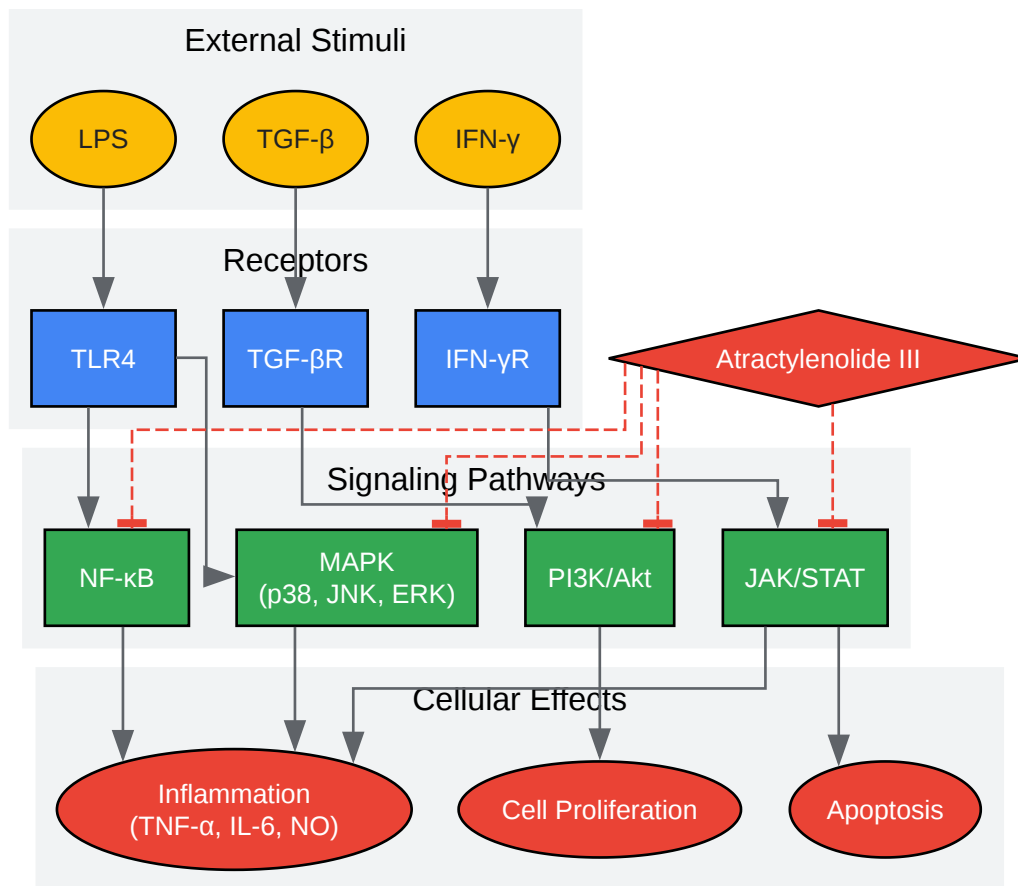 External Stimuli
LPS
TGF-β
IFN-γ
Receptors
TLR4
TGF-βR
IFN-γR
Atractylenolide III
Signaling Pathways
NF-κB
MAPK
(p38, JNK, ERK)
PI3K/Akt
JAK/STAT
Cellular Effects
Inflammation
(TNF-α, IL-6, NO)
Cell Proliferation
Apoptosis